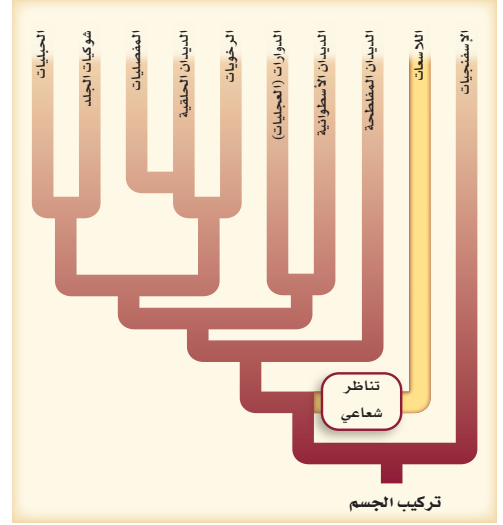 الإسفنجيات
اللاسعات
الديدان المفلطحة
الديدان الأسطوانية
الدوارات (العجليات)
الرخويات
الديدان الحلقية
المفصليات
شوكيات الجلد
الحبليات
تناظر
شعاعي
تركيب الجسم